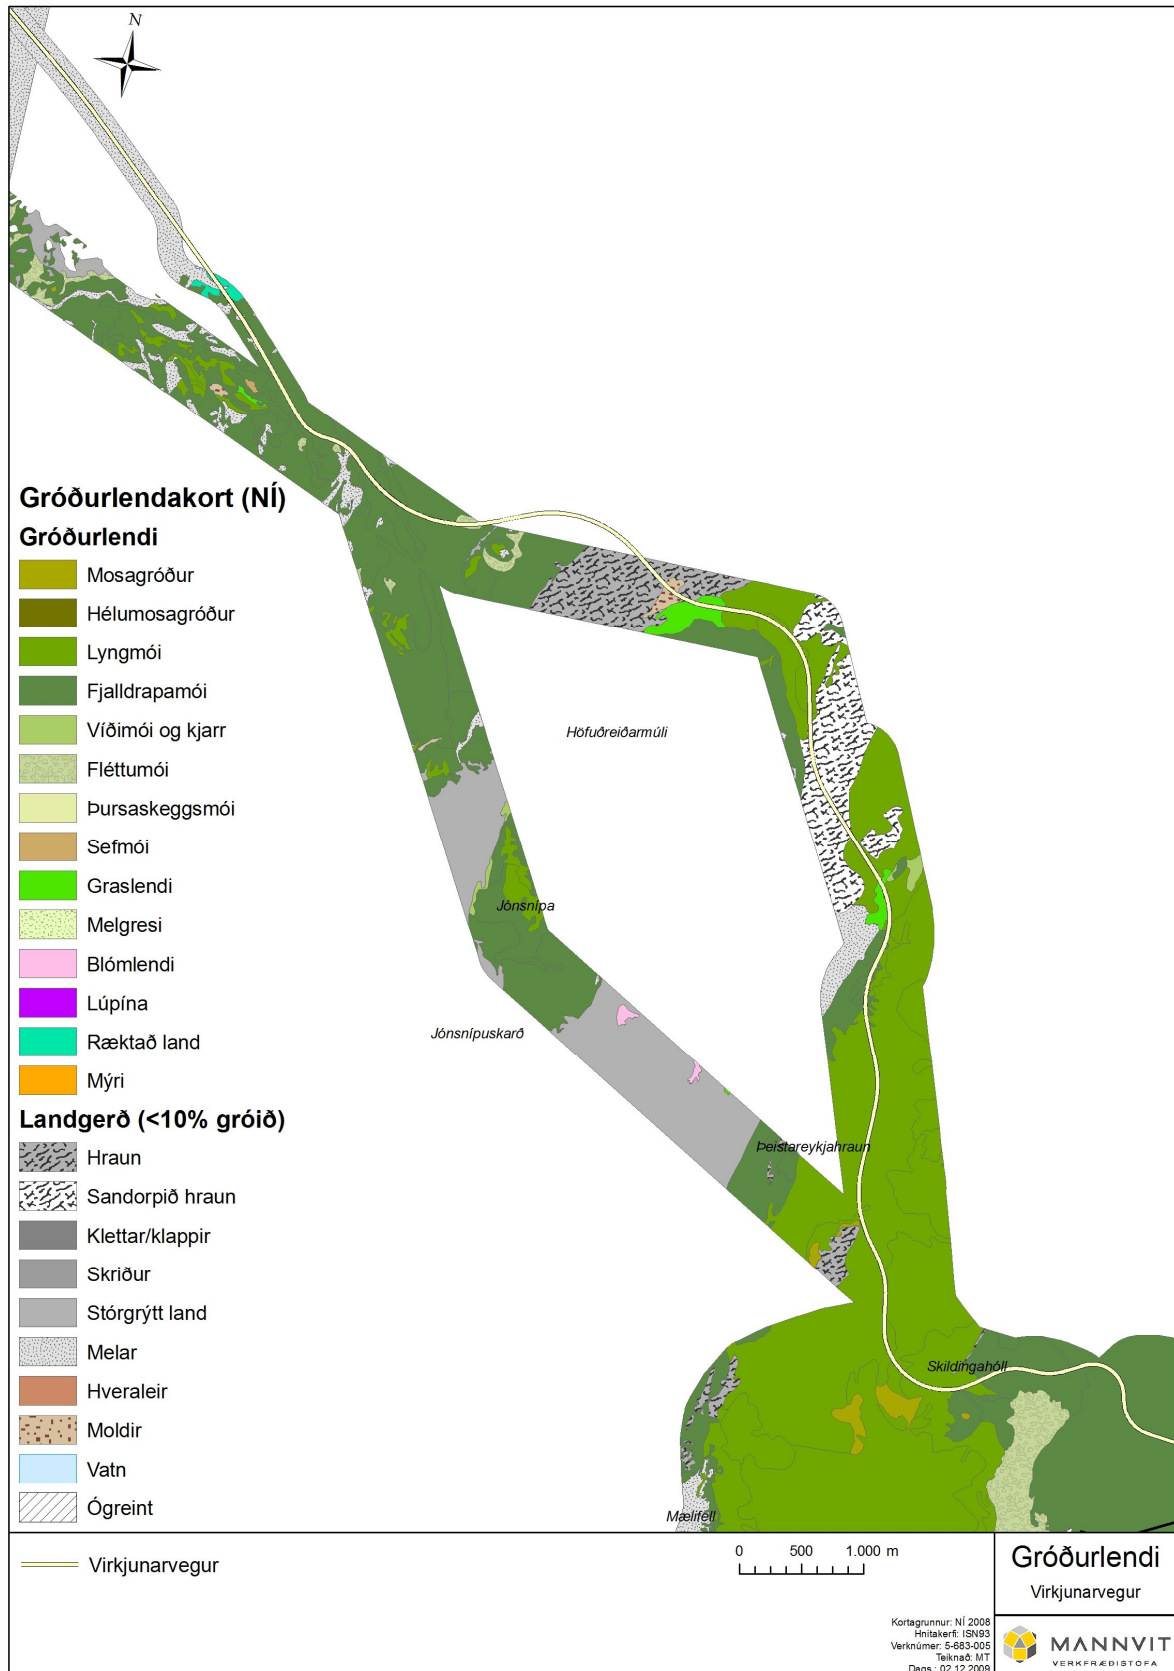 N
Gróðurlendakort (NÍ)
Gróðurlendi
Mosagróður
Hélumosagróður
Lyngmói
Fjalldrapamói
Víðimói og kjarr
Fléttumói
Þursaskeggsmói
Sefmói
Graslendi
Melgresi
Blómlendi
Lúpína
Ræktað land
Mýri
Landgerð (<10% gróið)
Hraun
Sandorpið hraun
Klettar/klappir
Skriður
Stórgrýtt land
Melar
Hveraleir
Moldir
Vatn
Ógreint
Höfuðreiðarmúli
Jónsnípa
Jónsnípuskarð
Þeistareykjahraun
Skildingahóll
Mælifell
Virkjunarvegur
0 500 1.000 m
Kortagrunnur: NÍ 2008
Hnitakerfi: ISN93
Verknúmer: 5-683-005
Teiknað: MT
Dags.: 02.12.2009
Gróðurlendi
Virkjunarvegur
MANNVIT
VERKFRÆÐISTOFA